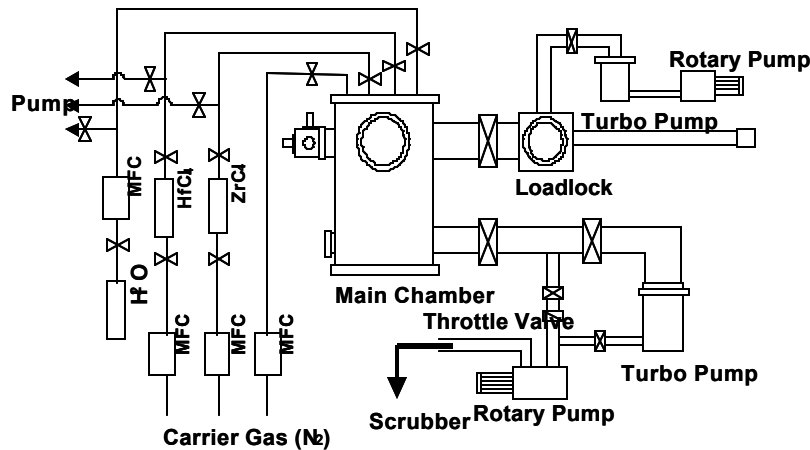 Rotary Pump
Pump
Turbo Pump
MFC
HfCl4
ZrCl4
Loadlock
H2O
Main Chamber
Throttle Valve
MFC
MFC
MFC
Turbo Pump
Scrubber
Rotary Pump
Carrier Gas (N2)